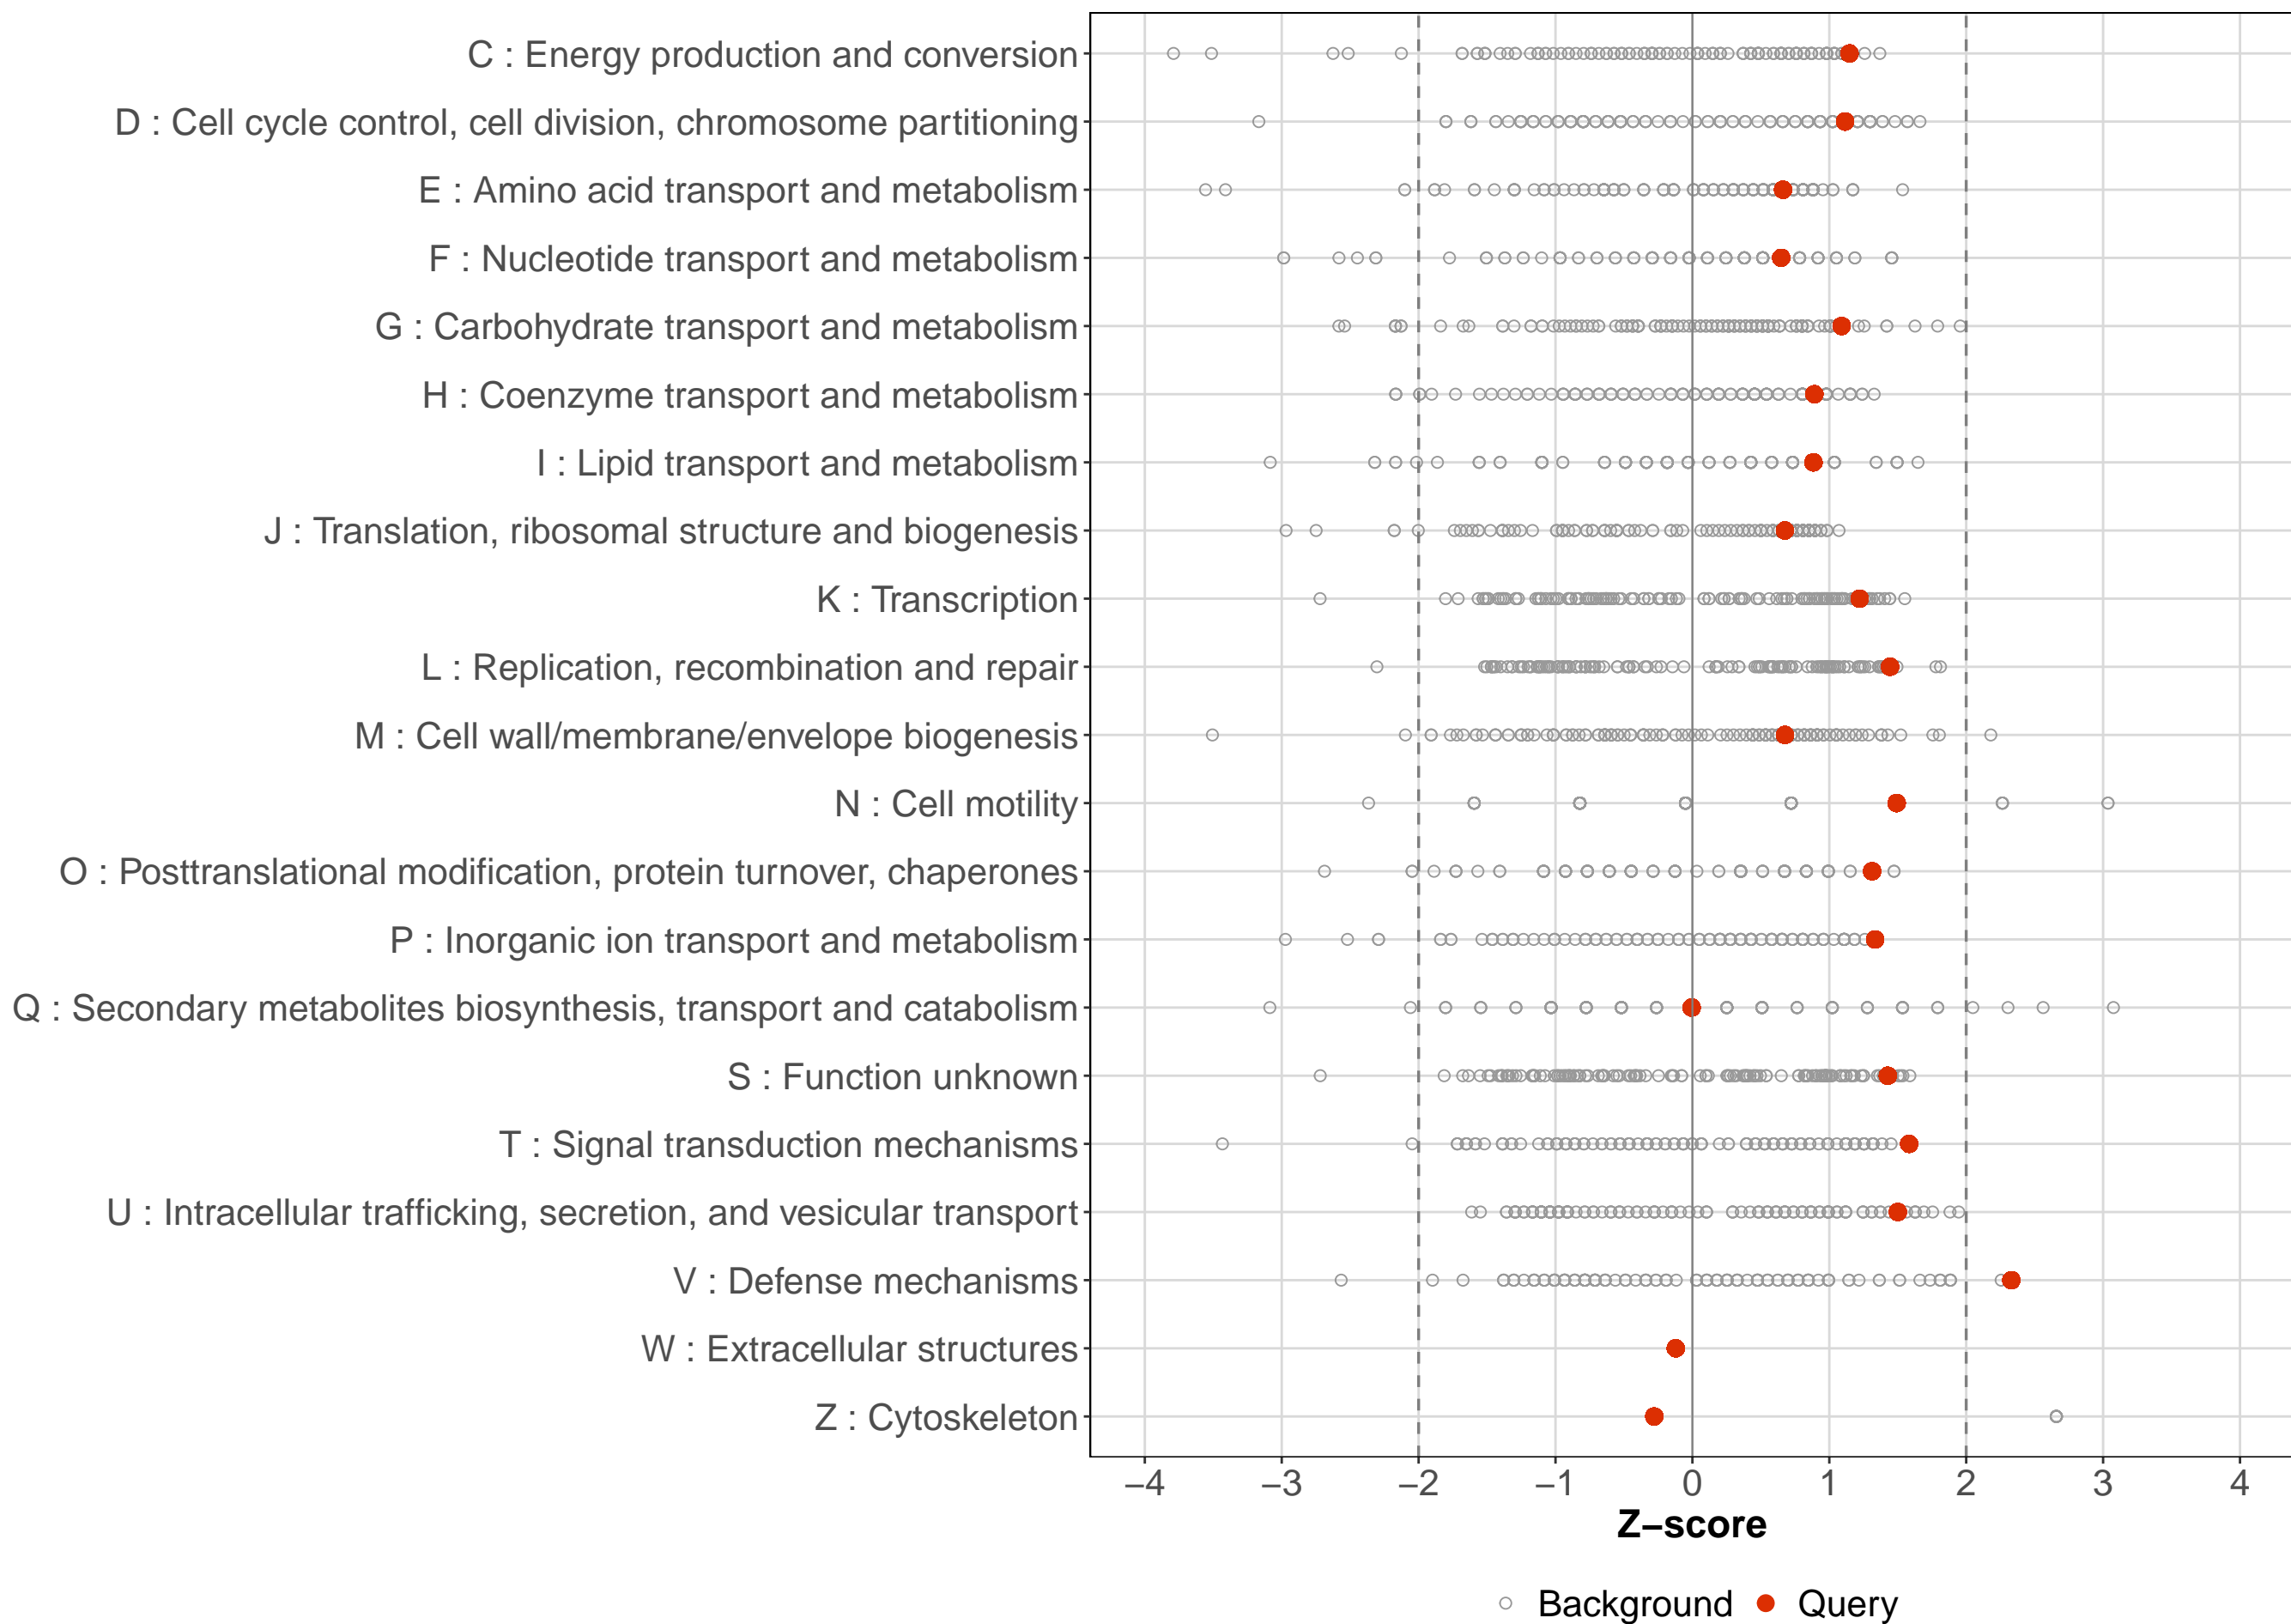 C : Energy production and conversion
D : Cell cycle control, cell division, chromosome partitioning
E : Amino acid transport and metabolism
F : Nucleotide transport and metabolism
G : Carbohydrate transport and metabolism
H : Coenzyme transport and metabolism
I : Lipid transport and metabolism
J : Translation, ribosomal structure and biogenesis
K : Transcription
L : Replication, recombination and repair
M : Cell wall/membrane/envelope biogenesis
N : Cell motility
O : Posttranslational modification, protein turnover, chaperones
P : Inorganic ion transport and metabolism
Q : Secondary metabolites biosynthesis, transport and catabolism
S : Function unknown
T : Signal transduction mechanisms
U : Intracellular trafficking, secretion, and vesicular transport
V : Defense mechanisms
W : Extracellular structures
Z : Cytoskeleton
−4 −3 −2 −1 0 1 2 3 4
Z−score
Background Query